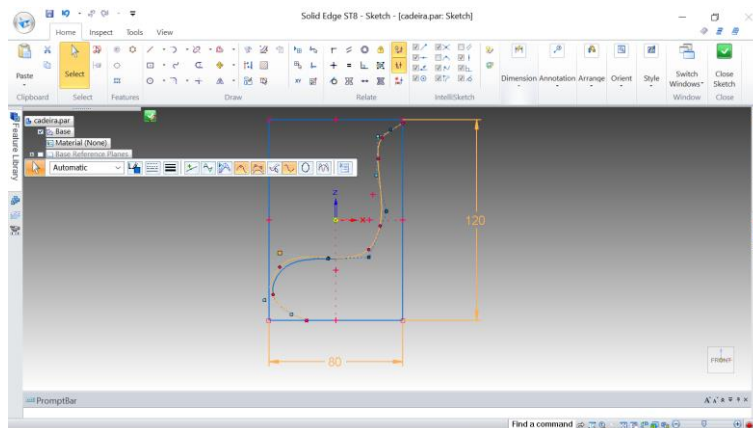 Solid Edge ST8 - Sketch - [cadeira.par: Sketch]
Home Inspect Tools View
Paste
Select
Dimension Annotation Arrange Orient Style
Switch Windows
Close Sketch
Clipboard Select Features Draw Relate IntelliSketch Window Close
Feature Library
cadeira.par
Base
Material (None)
Base Reference Planes
Automatic
Z
X
120
80
FRONT
PromptBar
Find a command